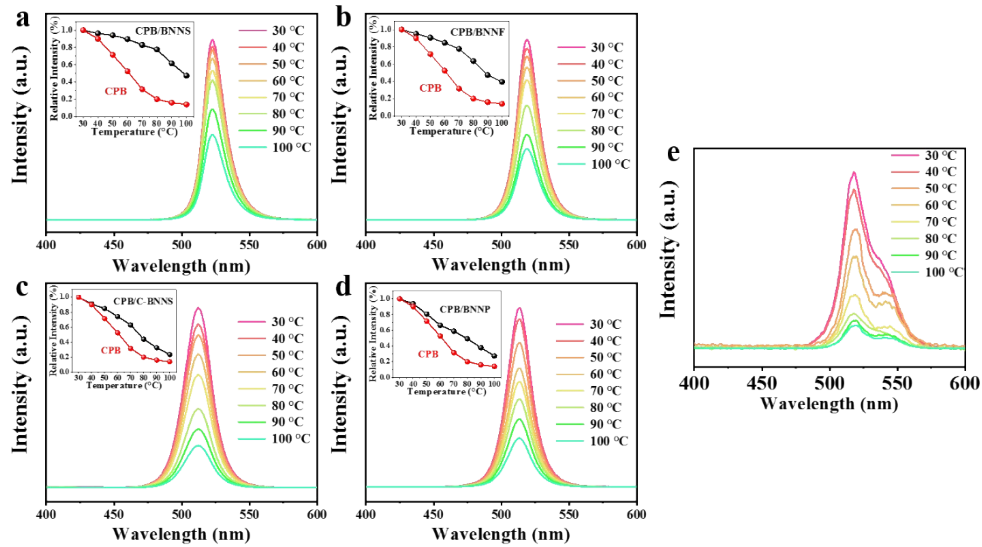 a
CPB/BNNS
CPB
Relative Intensity (%)
1.0
0.8
0.6
0.4
0.2
0.0
30 40 50 60 70 80 90 100
Temperature (°C)
30 °C
40 °C
50 °C
60 °C
70 °C
80 °C
90 °C
100 °C
Intensity (a.u.)
400 450 500 550 600
Wavelength (nm)
b
CPB/BNNF
CPB
Relative Intensity (%)
1.0
0.8
0.6
0.4
0.2
0.0
30 40 50 60 70 80 90 100
Temperature (°C)
30 °C
40 °C
50 °C
60 °C
70 °C
80 °C
90 °C
100 °C
Intensity (a.u.)
400 450 500 550 600
Wavelength (nm)
c
CPB/C-BNNS
CPB
Relative Intensity (%)
1.0
0.8
0.6
0.4
0.2
0.0
30 40 50 60 70 80 90 100
Temperature (°C)
30 °C
40 °C
50 °C
60 °C
70 °C
80 °C
90 °C
100 °C
Intensity (a.u.)
400 450 500 550 600
Wavelength (nm)
d
CPB/BNNP
CPB
Relative Intensity (%)
1.0
0.8
0.6
0.4
0.2
0.0
30 40 50 60 70 80 90 100
Temperature (°C)
30 °C
40 °C
50 °C
60 °C
70 °C
80 °C
90 °C
100 °C
Intensity (a.u.)
400 450 500 550 600
Wavelength (nm)
e
30 °C
40 °C
50 °C
60 °C
70 °C
80 °C
90 °C
100 °C
Intensity (a.u.)
400 450 500 550 600
Wavelength (nm)